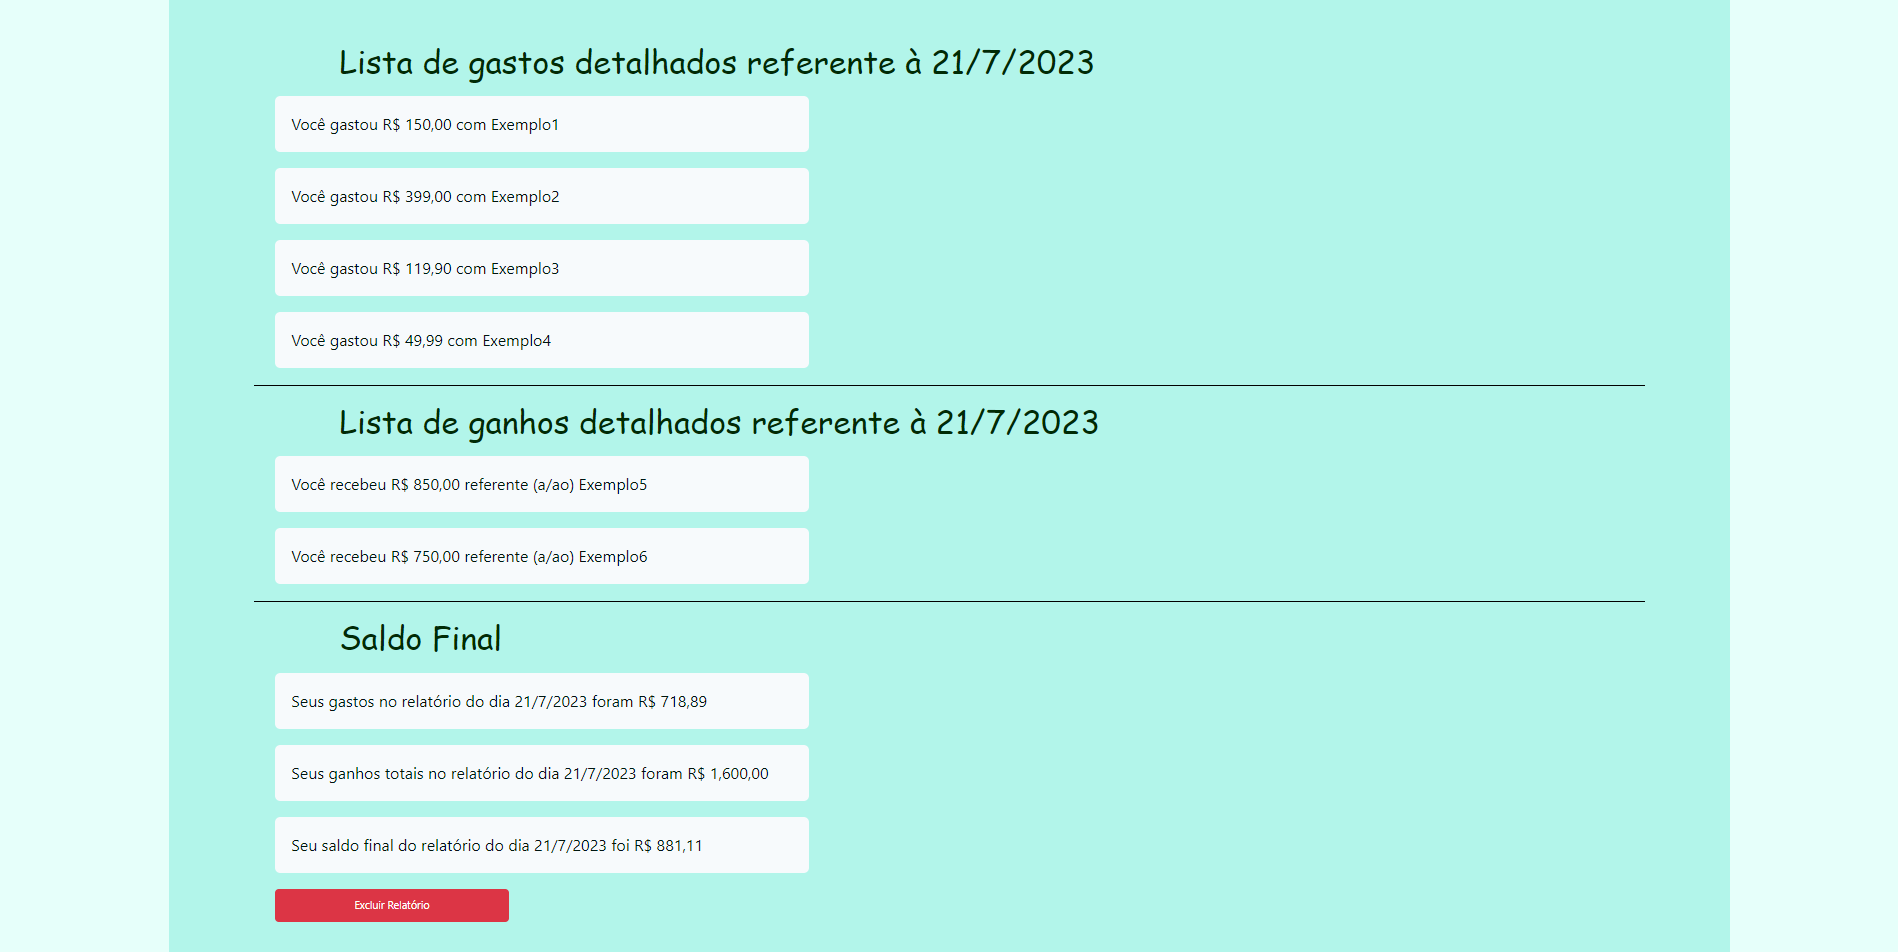 Lista de gastos detalhados referente à 21/7/2023
Você gastou R$ 150,00 com Exemplo1
Você gastou R$ 399,00 com Exemplo2
Você gastou R$ 119,90 com Exemplo3
Você gastou R$ 49,99 com Exemplo4
Lista de ganhos detalhados referente à 21/7/2023
Você recebeu R$ 850,00 referente (a/ao) Exemplo5
Você recebeu R$ 750,00 referente (a/ao) Exemplo6
Saldo Final
Seus gastos no relatório do dia 21/7/2023 foram R$ 718,89
Seus ganhos totais no relatório do dia 21/7/2023 foram R$ 1,600,00
Seu saldo final do relatório do dia 21/7/2023 foi R$ 881,11
Excluir Relatório